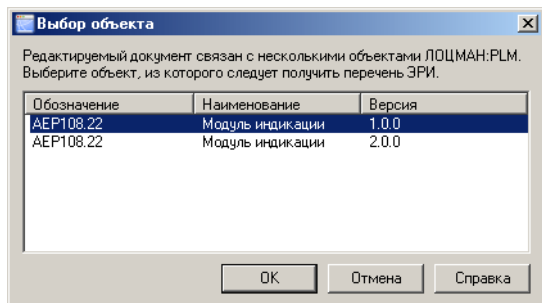 Выбор объекта
Редактируемый документ связан с несколькими объектами ЛОЦМАН:PLM.
Выберите объект, из которого следует получить перечень ЭРИ.
Обозначение Наименование Версия
АЕР108.22 Модуль индикации 1.0.0
АЕР108.22 Модуль индикации 2.0.0
OK Отмена Справка